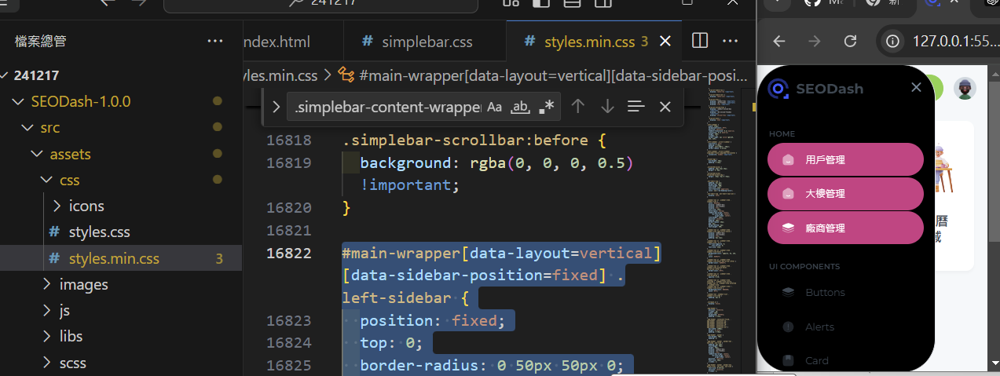 241217
檔案總管
ndex.html
# simplebar.css
# styles.min.css 3
127.0.0.1:55...
241217
yles.min.css > #main-wrapper[data-layout=vertical][data-sidebar-posi...
SEODash-1.0.0
src
assets
css
icons
# styles.css
# styles.min.css 3
images
js
libs
scss
.simplebar-content-wrapper
Aa
ab
.*
16818 .simplebar-scrollbar:before {
16819 background: rgba(0, 0, 0, 0.5)
!important;
16820 }
16821
16822 #main-wrapper[data-layout=vertical]
[data-sidebar-position=fixed] .
left-sidebar {
16823 position: fixed;
16824 top: 0;
16825 border-radius: 0 50px 50px 0;
SEODash
HOME
用戶管理
大樓管理
廠商管理
UI COMPONENTS
Buttons
Alerts
Card
曆